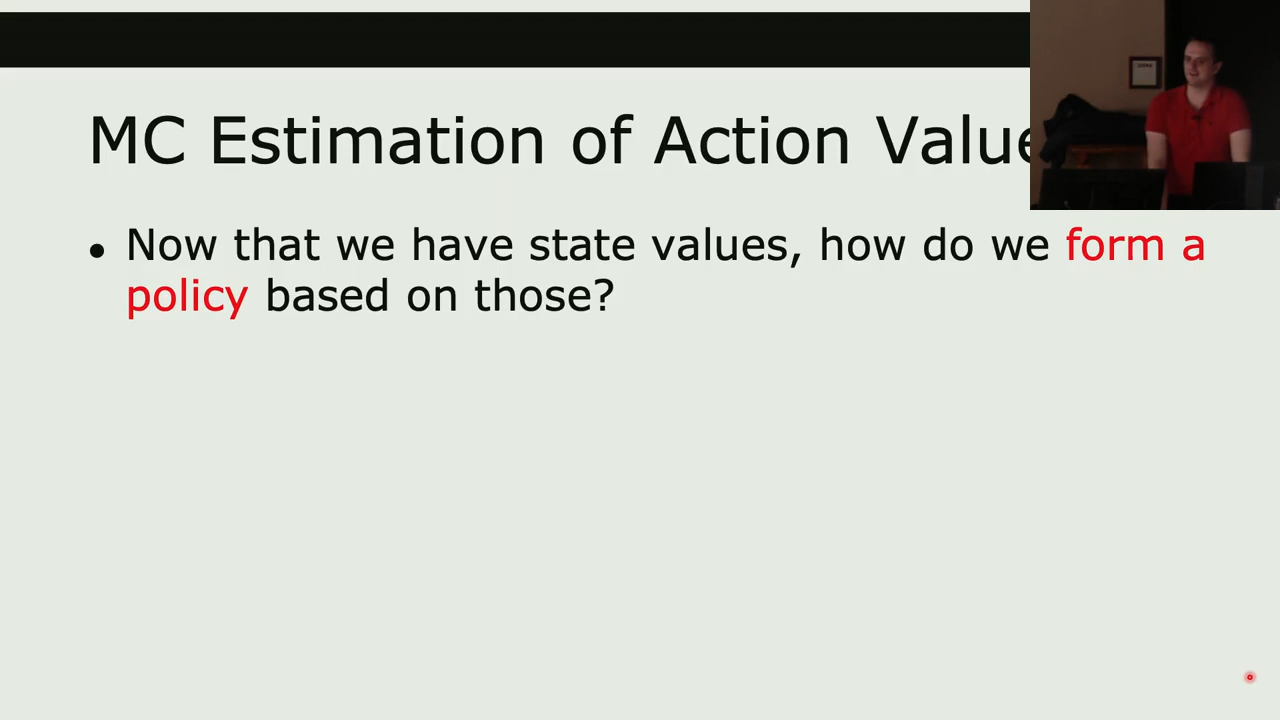 MC Estimation of Action Value
• Now that we have state values, how do we form a
policy based on those?